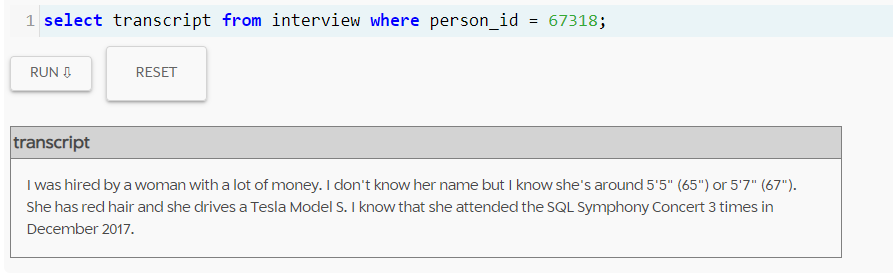 1 select transcript from interview where person_id = 67318;
RUN ⇩
RESET
transcript
I was hired by a woman with a lot of money. I don't know her name but I know she's around 5'5" (65") or 5'7" (67").
She has red hair and she drives a Tesla Model S. I know that she attended the SQL Symphony Concert 3 times in
December 2017.